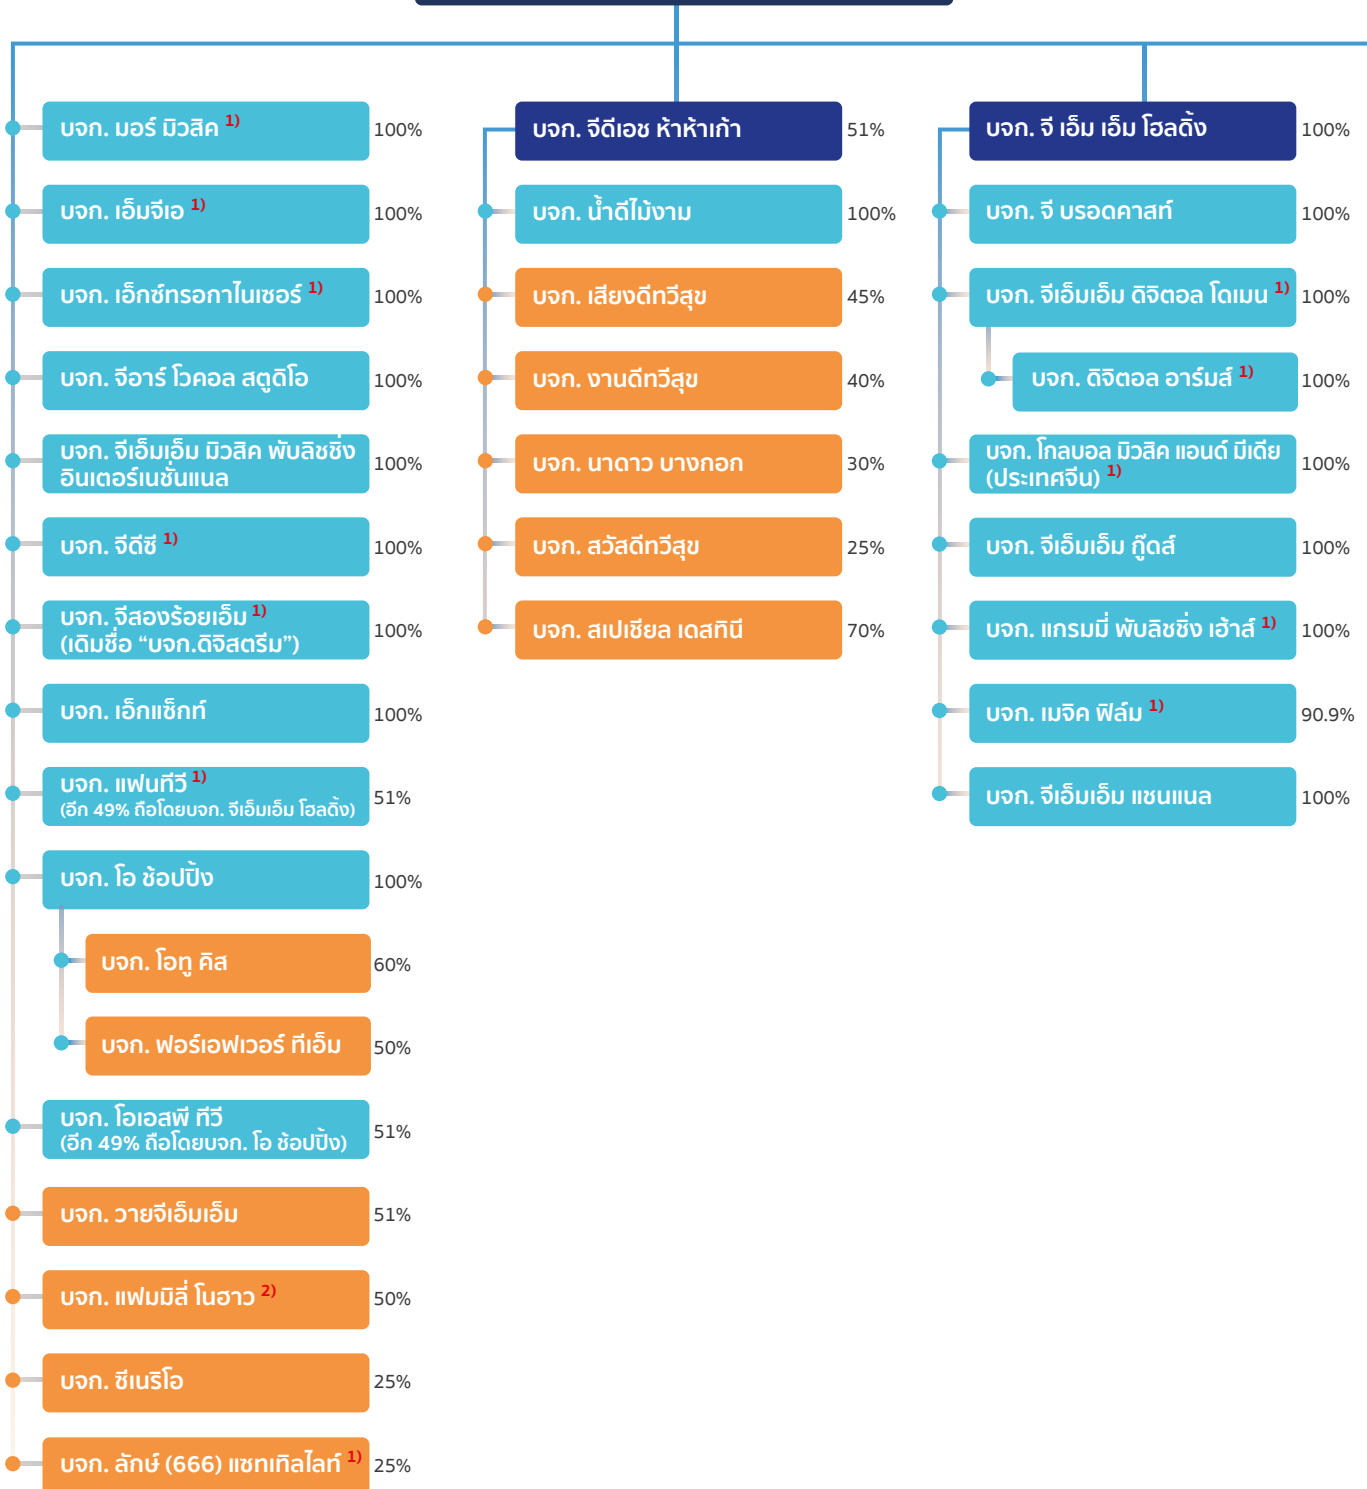 บจก. มอร์ มิวสิค 1) 100%
บจก. เอ็มจีเอ 1) 100%
บจก. เอ็กซ์ทรอกาไนเซอร์ 1) 100%
บจก. จีอาร์ โวคอล สตูดิโอ 100%
บจก. จีเอ็มเอ็ม มิวสิค พับลิชชิ่ง
อินเตอร์เนชั่นแนล 100%
บจก. จีดีซี 1) 100%
บจก. จีสองร้อยเอ็ม 1)
(เดิมชื่อ “บจก.ดิจิสตรีม”) 100%
บจก. เอ็กแซ็กท์ 100%
บจก. แฟนทีวี 1)
(อีก 49% ถือโดยบจก. จีเอ็มเอ็ม โฮลดิ้ง) 51%
บจก. โอ ช้อปปิ้ง 100%
บจก. โอทู คิส 60%
บจก. ฟอร์เอฟเวอร์ ทีเอ็ม 50%
บจก. โอเอสพี ทีวี
(อีก 49% ถือโดยบจก. โอ ช้อปปิ้ง) 51%
บจก. วายจีเอ็มเอ็ม 51%
บจก. แฟมมิลี่ โนฮาว 2) 50%
บจก. ซีเนริโอ 25%
บจก. ลักษ์ (666) แซทเทิลไลท์ 1) 25%
บจก. จีดีเอช ห้าห้าเก้า 51%
บจก. น้ำดีไม้งาม 100%
บจก. เสียงดีทวีสุข 45%
บจก. งานดีทวีสุข 40%
บจก. นาดาว บางกอก 30%
บจก. สวัสดีทวีสุข 25%
บจก. สเปเชียล เดสทินี 70%
บจก. จี เอ็ม เอ็ม โฮลดิ้ง 100%
บจก. จี บรอดคาสท์ 100%
บจก. จีเอ็มเอ็ม ดิจิตอล โดเมน 1) 100%
บจก. ดิจิตอล อาร์มส์ 1) 100%
บจก. โกลบอล มิวสิค แอนด์ มีเดีย
(ประเทศจีน) 1) 100%
บจก. จีเอ็มเอ็ม กู๊ดส์ 100%
บจก. แกรมมี่ พับลิชชิ่ง เฮ้าส์ 1) 100%
บจก. เมจิค ฟิล์ม 1) 90.9%
บจก. จีเอ็มเอ็ม แชนแนล 100%